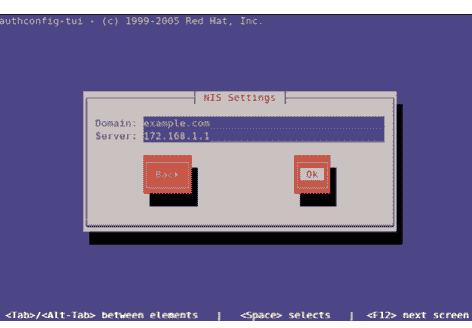 authconfig-tui - (c) 1999-2005 Red Hat, Inc.
NIS Settings
Domain: example.com
Server: 172.168.1.1
Back
Ok
<Tab>/<Alt-Tab> between elements | <Space> selects | <F12> next screen